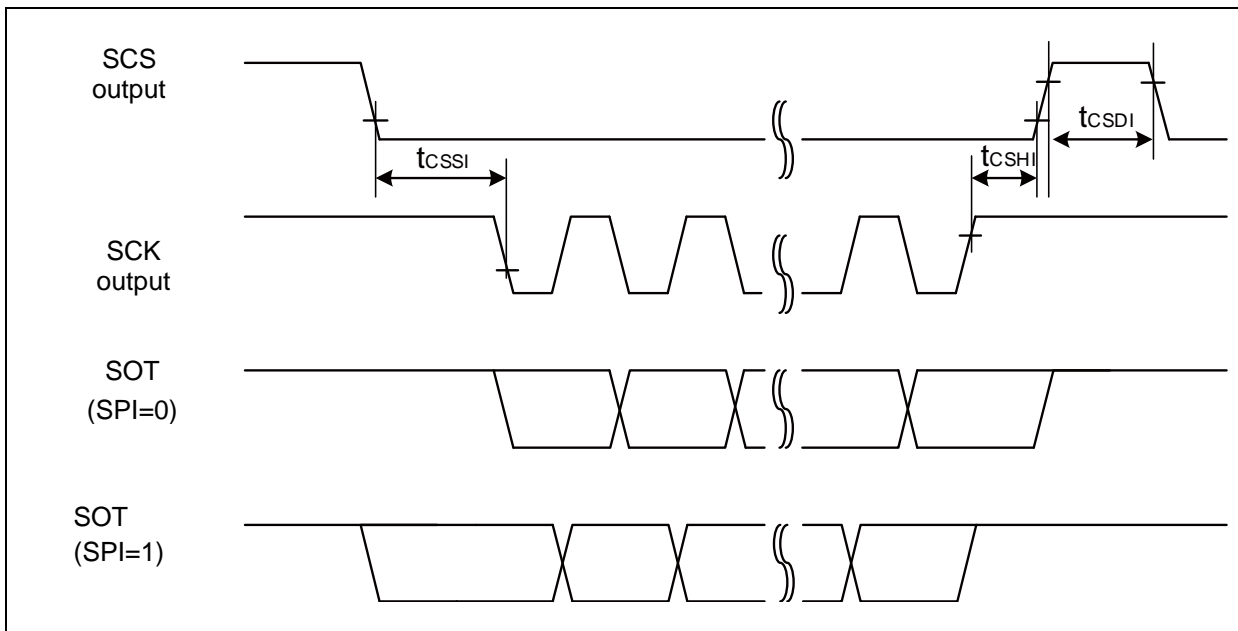 SCS
output
tCSDI
tCSSI
tCSHI
SCK
output
SOT
(SPI=0)
SOT
(SPI=1)